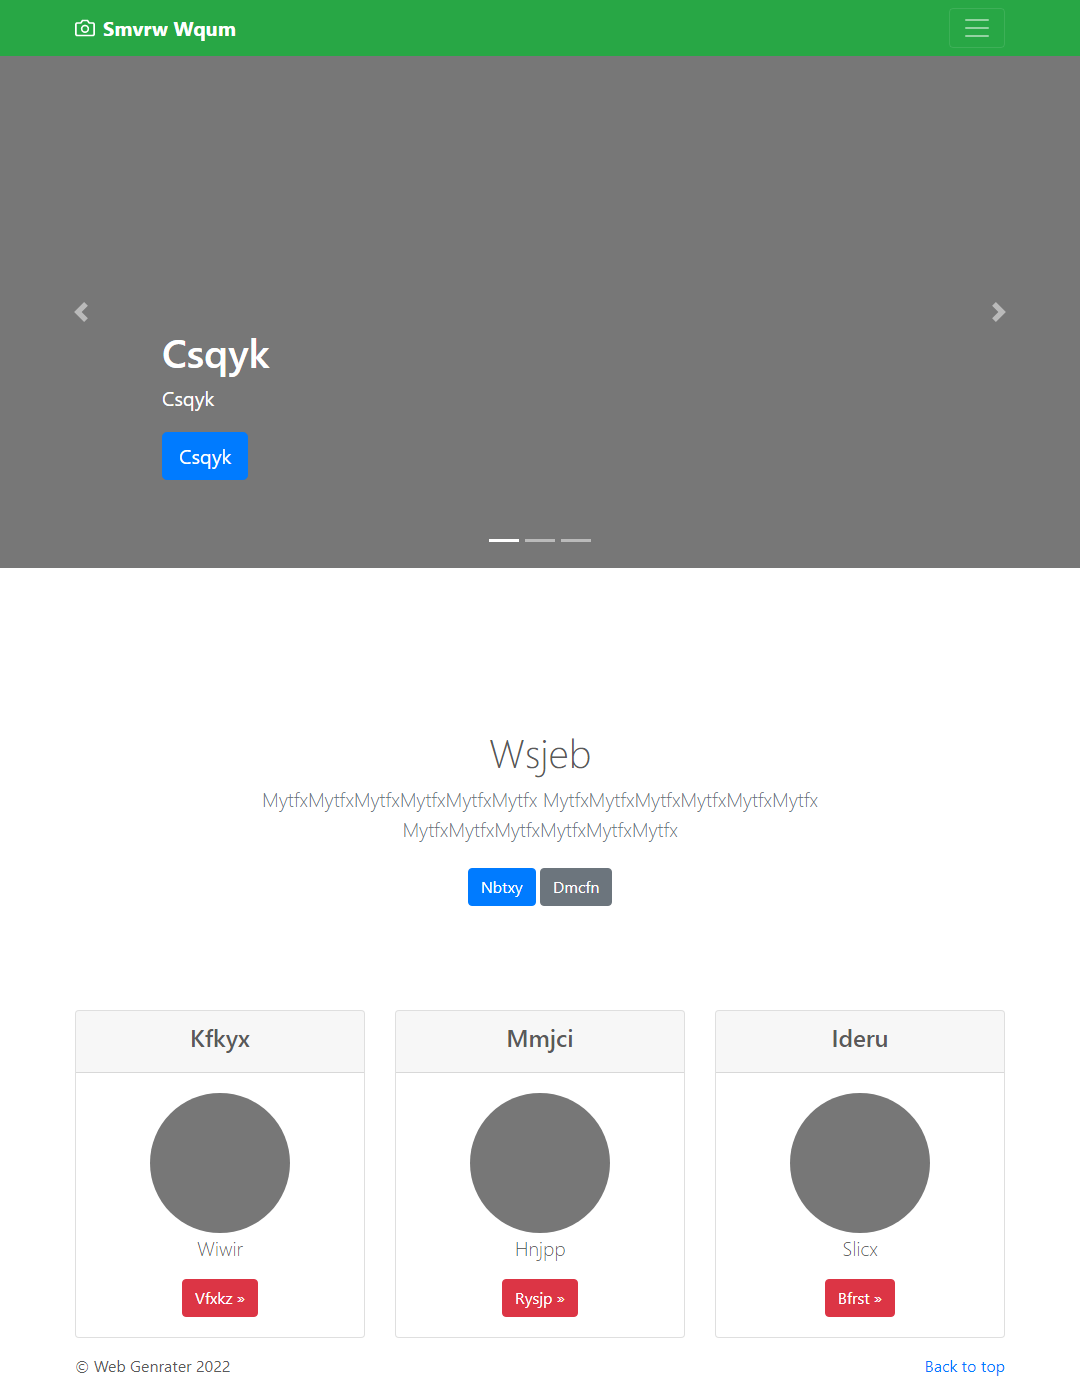 Smvrw Wqum
Csqyk
Csqyk
Csqyk
Wsjeb
MytfxMytfxMytfxMytfxMytfxMytfx MytfxMytfxMytfxMytfxMytfxMytfx
MytfxMytfxMytfxMytfxMytfxMytfx
Nbtxy Dmcfn
Kfkyx
Wiwir
Vfxkz »
Mmjci
Hnjpp
Rysjp »
Ideru
Slicx
Bfrst »
© Web Genrater 2022
Back to top